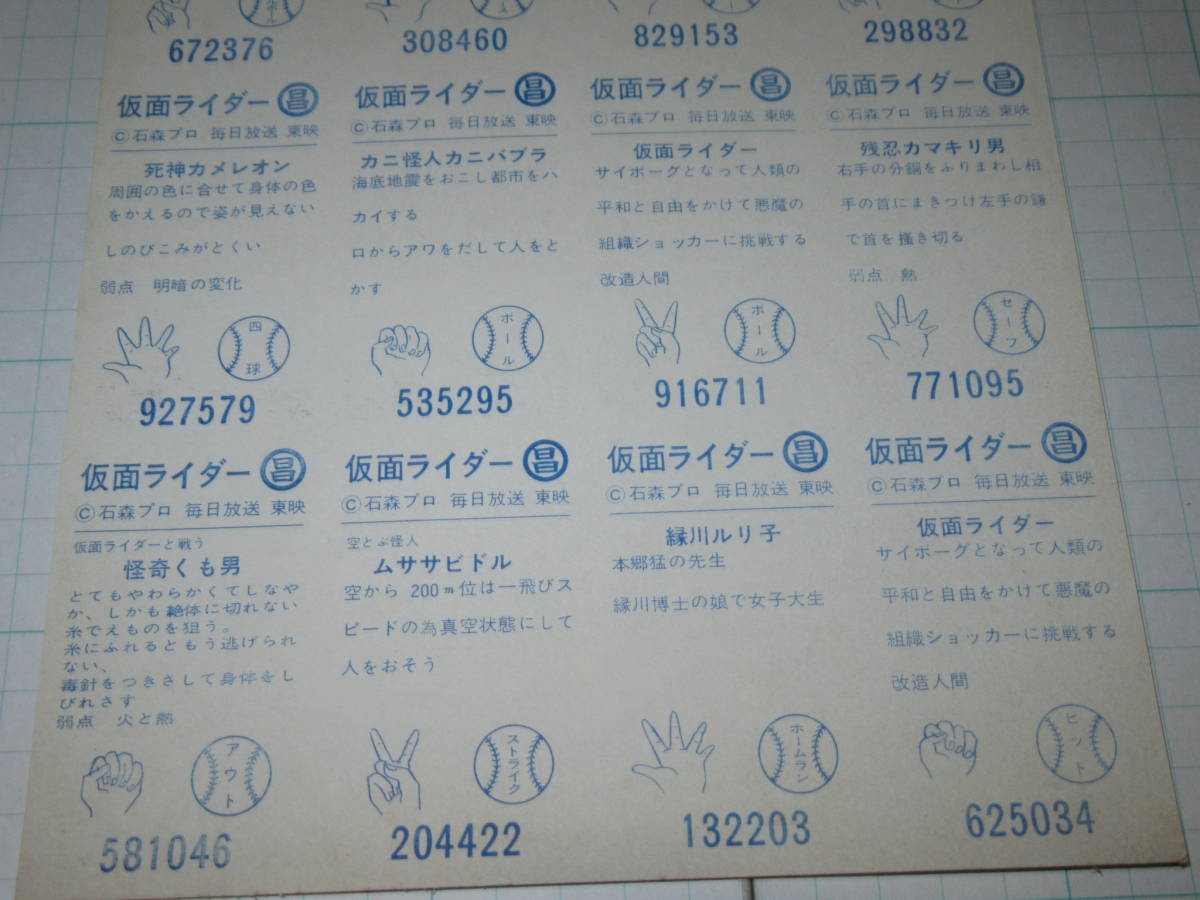 672376
308460
829153
298832
仮面ライダー 昌
Ⓒ石森プロ 毎日放送 東映
死神カメレオン
周囲の色に合せて身体の色
をかえるので姿が見えない
しのびこみがとくい
弱点 明暗の変化
四球
927579
仮面ライダー 昌
Ⓒ石森プロ 毎日放送 東映
カニ怪人カニバブラ
海底地震をおこし都市をハ
カイする
口からアワをだして人をと
かす
ボール
535295
仮面ライダー 昌
Ⓒ石森プロ 毎日放送 東映
仮面ライダー
サイボーグとなって人類の
平和と自由をかけて悪魔の
組織ショッカーに挑戦する
改造人間
ボール
916711
仮面ライダー 昌
Ⓒ石森プロ 毎日放送 東映
残忍カマキリ男
右手の分銅をふりまわし相
手の首にまきつけ左手の鎌
で首を掻き切る
弱点 熱
セーフ
771095
仮面ライダー 昌
Ⓒ石森プロ 毎日放送 東映
仮面ライダーと戦う
怪奇くも男
とてもやわらかくてしなや
か、しかも絶体に切れない
糸でえものを狙う。
糸にふれるともう逃げられ
ない、
毒針をつきさして身体をし
びれさす
弱点 火と熱
アウト
581046
仮面ライダー 昌
Ⓒ石森プロ 毎日放送 東映
空とぶ怪人
ムササビドル
空から 200m位は一飛びス
ピードの為真空状態にして
人をおそう
ストライク
204422
仮面ライダー 昌
Ⓒ石森プロ 毎日放送 東映
緑川ルリ子
本郷猛の先生
緑川博士の娘で女子大生
ホームラン
132203
仮面ライダー 昌
Ⓒ石森プロ 毎日放送 東映
仮面ライダー
サイボーグとなって人類の
平和と自由をかけて悪魔の
組織ショッカーに挑戦する
改造人間
ヒット
625034